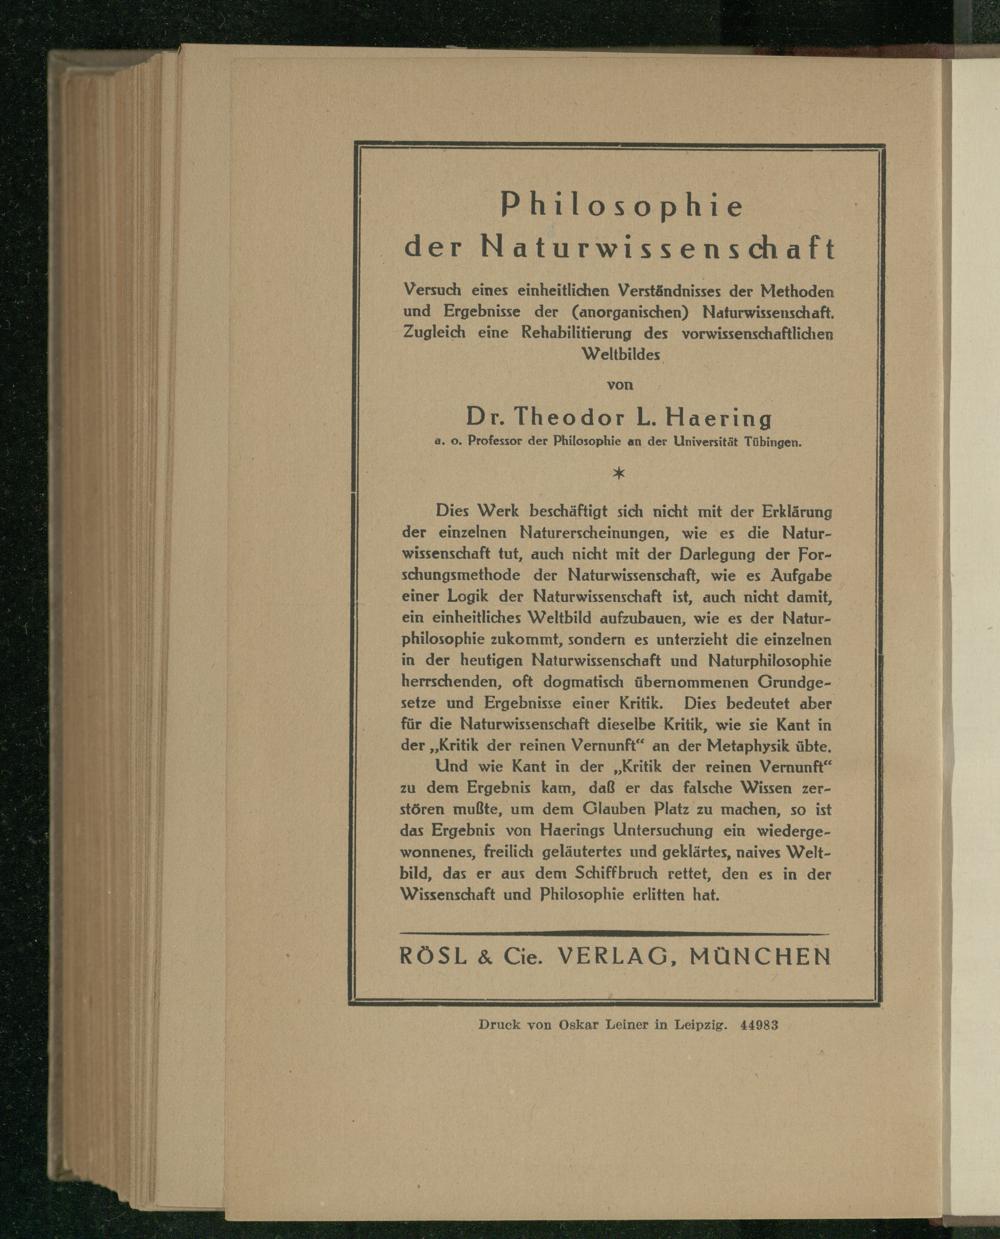 Philosophie
der Naturwissenschaft
Versuch eines einheitlichen Verständnisses der Methoden
und Ergebnisse der (anorganischen) Naturwissenschaft.
Zugleich eine Rehabilitierung des vorwissenschaftlichen
Weltbildes
von
Dr. Theodor L. Haering
a. o. Professor der Philosophie an der Universität Tübingen.
*
Dies Werk beschäftigt sich nicht mit der Erklärung
der einzelnen Naturerscheinungen, wie es die Natur-
wissenschaft tut, auch nicht mit der Darlegung der For-
schungsmethode der Naturwissenschaft, wie es Aufgabe
einer Logik der Naturwissenschaft ist, auch nicht damit,
ein einheitliches Weltbild aufzubauen, wie es der Natur-
philosophie zukommt, sondern es unterzieht die einzelnen
in der heutigen Naturwissenschaft und Naturphilosophie
herrschenden, oft dogmatisch übernommenen Grundge-
setze und Ergebnisse einer Kritik. Dies bedeutet aber
für die Naturwissenschaft dieselbe Kritik, wie sie Kant in
der „Kritik der reinen Vernunft“ an der Metaphysik übte.
Und wie Kant in der „Kritik der reinen Vernunft“
zu dem Ergebnis kam, daß er das falsche Wissen zer-
stören mußte, um dem Glauben Platz zu machen, so ist
das Ergebnis von Haerings Untersuchung ein wiederge-
wonnenes, freilich geläutertes und geklärtes, naives Welt-
bild, das er aus dem Schiffbruch rettet, den es in der
Wissenschaft und Philosophie erlitten hat.
RÖSL & Cie. VERLAG, MÜNCHEN
Druck von Oskar Leiner in Leipzig. 44983